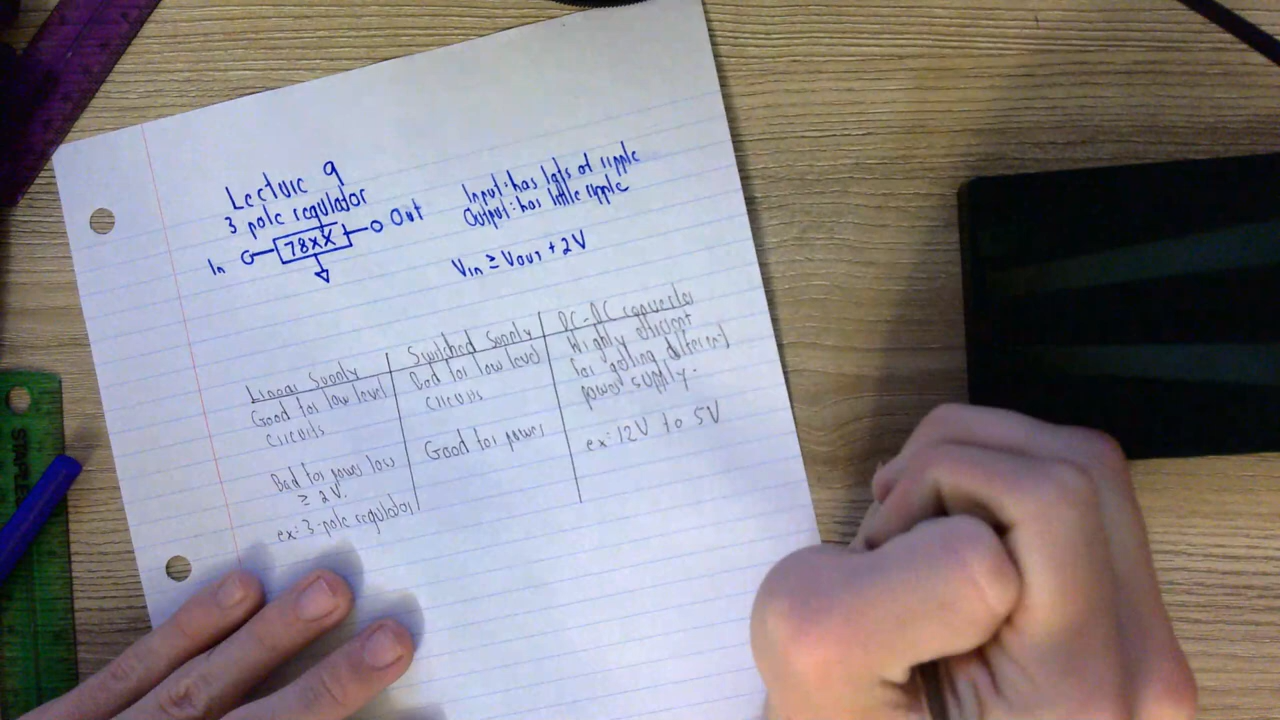 Lecture 9
3 pole regulator
In 78XX Out
Input: has lots of ripple
Output: has little ripple
Vin ≥ Vout + 2V
Linear Supply
Good for low level
circuits
Bad for power loss
≥ 2V.
ex: 3-pole regulator
Switched Supply
Bad for low level
circuits
Good for power
DC-DC converter
Highly efficient
for getting different
power supply.
ex: 12V to 5V
STAPLES